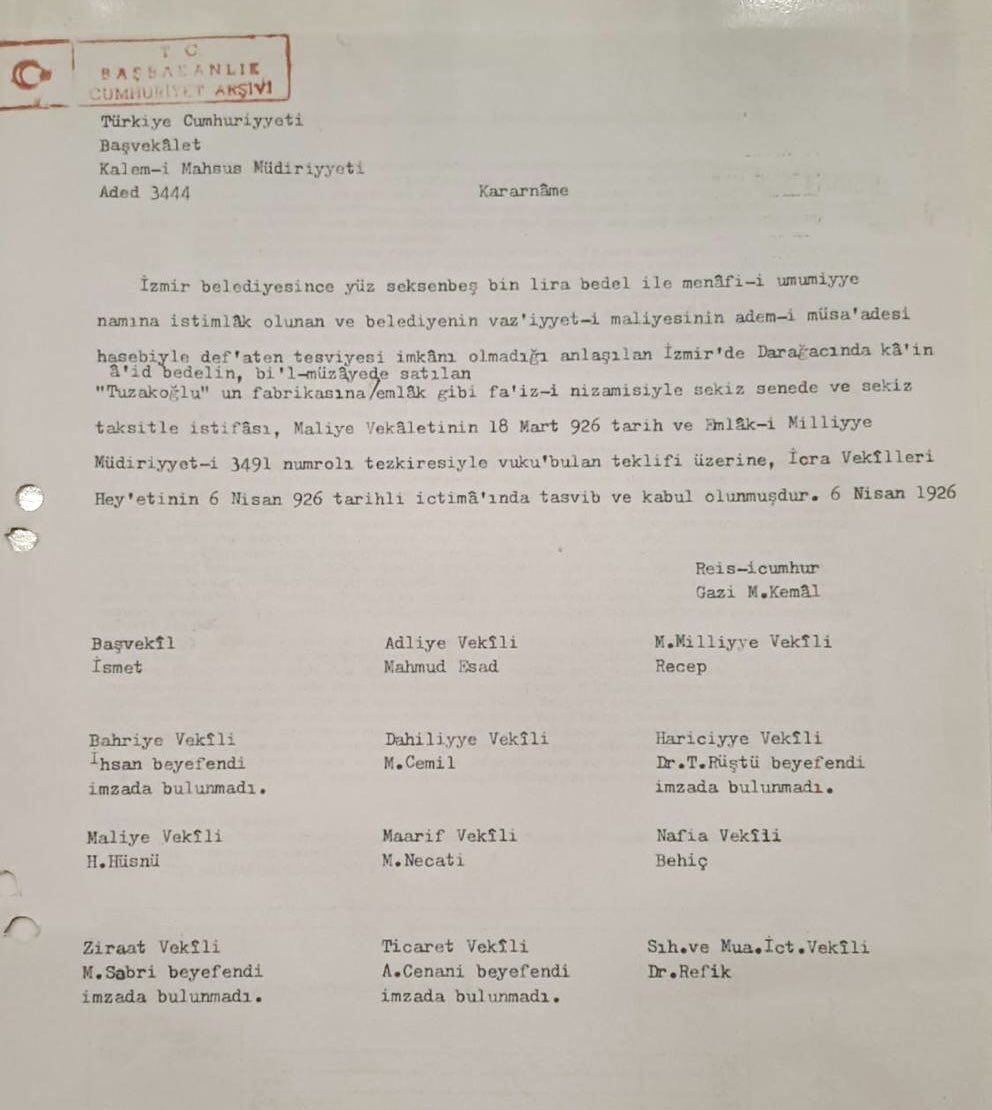 T C
BAŞBAKANLIK
CUMHURİYET ARŞİVİ
Türkiye Cumhuriyyeti
Başvekâlet
Kalem-i Mahsus Müdiriyyeti
Aded 3444 Kararnâme
İzmir belediyesince yüz seksenbeş bin lira bedel ile menâfi-i umumiyye
namına istimlâk olunan ve belediyenin vaz'iyyet-i maliyesinin adem-i müsa'adesi
hasebiyle def'aten tesviyesi imkânı olmadığı anlaşılan İzmir'de Darağacında kâ'in
â'id bedelin, bi'l-müzâyede satılan
"Tuzakoğlu" un fabrikasına/emlâk gibi fa'iz-i nizamisiyle sekiz senede ve sekiz
taksitle istifâsı, Maliye Vekâletinin 18 Mart 926 tarih ve Emlâk-i Milliyye
Müdiriyyet-i 3491 numrolı tezkiresiyle vuku'bulan teklifi üzerine, İcra Vekîlleri
Hey'etinin 6 Nisan 926 tarihli ictimâ'ında tasvib ve kabul olunmuşdur. 6 Nisan 1926
Reis-icumhur
Gazi M.Kemâl
Başvekîl Adliye Vekîli M.Milliyye Vekîli
İsmet Mahmud Esad Recep
Bahriye Vekîli Dahiliyye Vekîli Hariciyye Vekîli
İhsan beyefendi M.Cemil Dr.T.Rüştü beyefendi
imzada bulunmadı. imzada bulunmadı.
Maliye Vekîli Maarif Vekîli Nafia Vekîli
H.Hüsnü M.Necati Behiç
Ziraat Vekîli Ticaret Vekîli Sıh.ve Mua.İct.Vekîli
M.Sabri beyefendi A.Cenani beyefendi Dr.Refik
imzada bulunmadı. imzada bulunmadı.